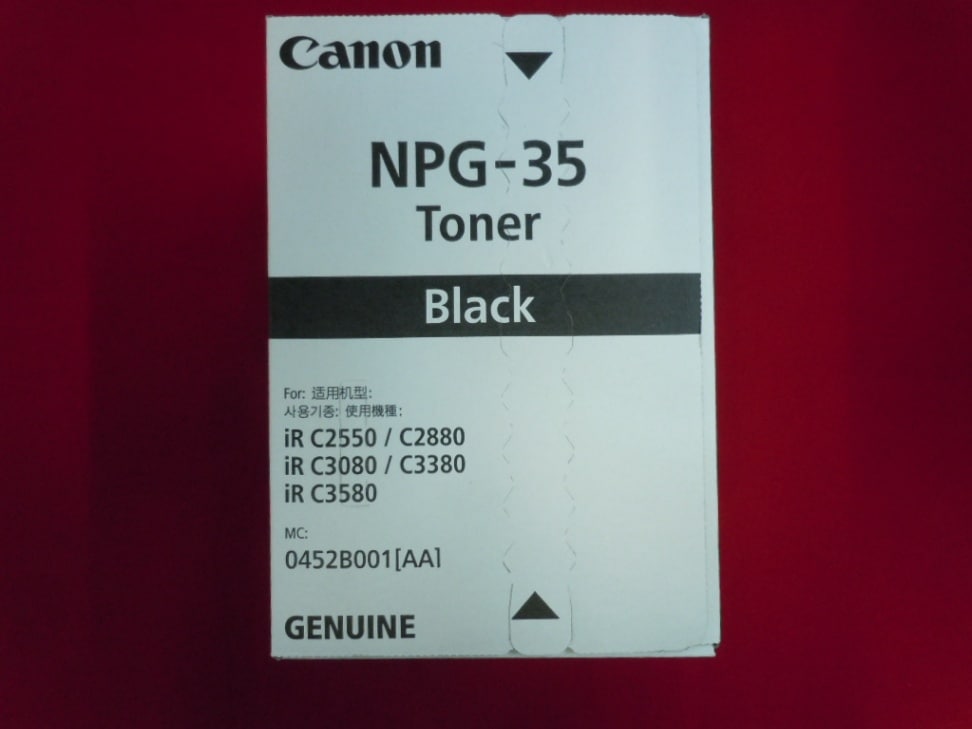 Canon
NPG-35
Toner
Black
For: 适用机型:
사용기종: 使用機種:
iR C2550 / C2880
iR C3080 / C3380
iR C3580
MC:
0452B001[AA]
GENUINE